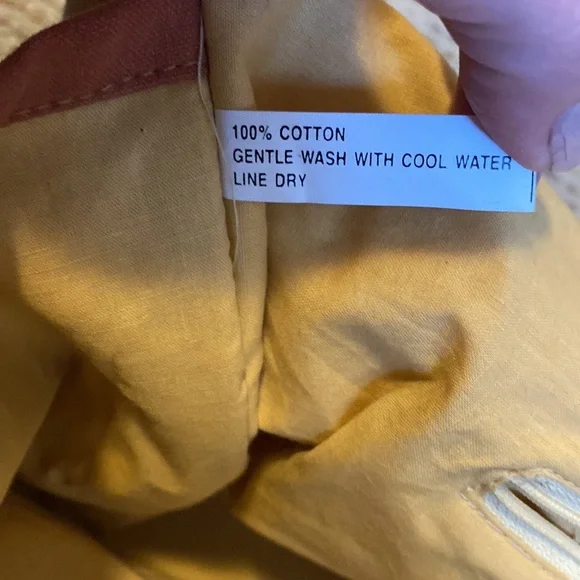 100% COTTON
GENTLE WASH WITH COOL WATER
LINE DRY